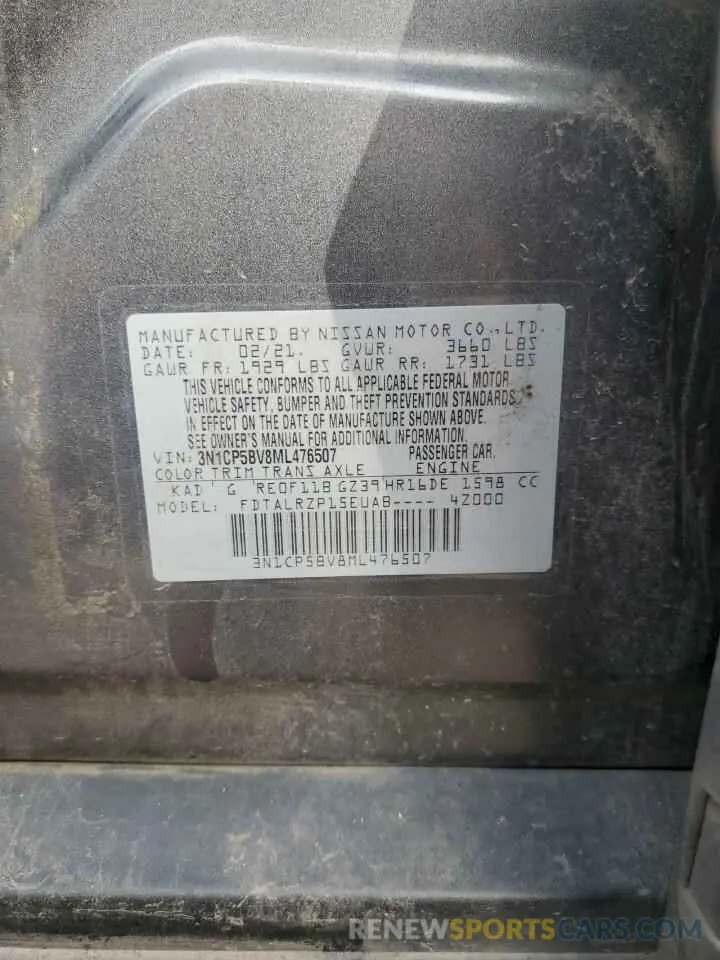 MANUFACTURED BY NISSAN MOTOR CO.,LTD.
DATE: 02/21. GVWR: 3660 LBS
GAWR FR: 1929 LBS GAWR RR: 1731 LBS
THIS VEHICLE CONFORMS TO ALL APPLICABLE FEDERAL MOTOR
VEHICLE SAFETY, BUMPER AND THEFT PREVENTION STANDARDS
IN EFFECT ON THE DATE OF MANUFACTURE SHOWN ABOVE.
SEE OWNER'S MANUAL FOR ADDITIONAL INFORMATION.
VIN: 3N1CP5BV8ML476507 PASSENGER CAR.
COLOR TRIM TRANS AXLE ENGINE
KAD G RE0F11B GZ39 HR16DE 1598 CC
MODEL: FDTALRZP15EUAB---- 4Z000
3N1CP5BV8ML476507
RENEWSPORTSCARS.COM